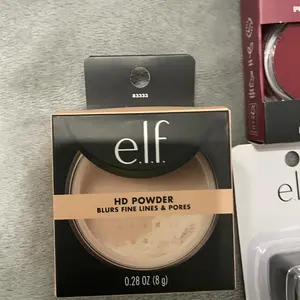 83333
e.l.f.
HD POWDER
BLURS FINE LINES & PORES
0.28 OZ (8 g)